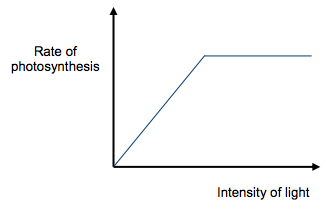 Rate of
photosynthesis
Intensity of light